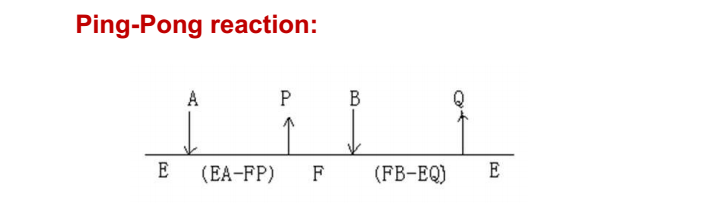 Ping-Pong reaction:
A P B Q
E (EA-FP) F (FB-EQ) E